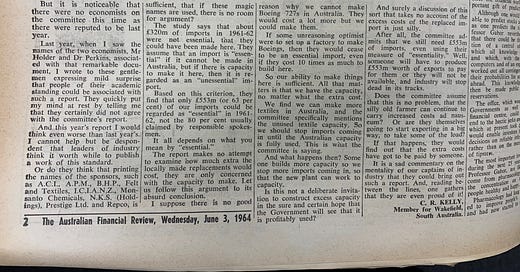 But it is noticeable that
there were no economists on
the committee this time as
there were reputed to be last
year.
Last year, when I saw the
names of the two economists, Mr
Holder and Dr Perkins, associ-
ated with that remarkable docu-
ment, I wrote to these gentle-
men expressing mild surprise
that people of their academic
standing could be associated with
such a report. They quickly put
my mind at rest by telling me
that they certainly did not agree
with the committee's report.
And this year's report I would
think even worse than last year's.
I cannot help but be despon-
dent that leaders of industry
think it worth while to publish
a work of this standard.
Or do they think that printing
the names of the sponsors, such
as A.C.I., A.P.M., B.H.P., Felt
and Textiles, I.C.I.A.N.Z., Mon-
santo Chemicals, N.K.S. (Hold-
ings), Prestige Ltd. and Repco, is
sufficient, that if these magic
names are used, there is no room
for argument?
The study says that about
£320m of imports in 1961-62
were not essential, that they
could have been made here. They
assume that an import is "essen-
tial" if it cannot be made in
Australia, but if there is capacity
to make it here, then it is re-
garded as an "unessential" im-
port.
Based on this criterion, they
find that only £553m (or 63 per
cent) of our imports could be
regarded as "essential" in 1961-
62, not the 80 per cent usually
claimed by responsible spokes-
men.
It all depends on what you
mean by "essential."
The report makes no attempt
to examine how much extra the
locally made replacements would
cost, they are only concerned
with the capacity to make. Let
us follow this argument to its
absurd conclusion.
I suppose there is no good
reason why we cannot make
Boeing 727's in Australia. They
would cost a lot more but we
could make them.
If some unreasoning optimist
were to set up a factory to make
Boeings, then they would cease
to be an essential import, even
if they cost 10 times as much to
build here.
So our ability to make things
is sufficient. All that mat-
ters is that we have the capacity,
no matter what the extra cost.
We find we can make more
textiles in Australia, and the
committee specifically mentions
the unused textile capacity. So
we should stop imports coming
in until the Australian capacity
is fully used. This is what the
committee is saying.
And what happens then? Some
one builds more capacity so we
stop more imports coming in, so
that the new plant can work to
capacity.
Is this not a deliberate invita-
tion to construct excess capacity
in the sure and certain hope that
the Government will see that it
is profitably used?
And surely a discussion of this
sort that takes no account of the
excess costs of the replaced im-
port is just silly.
After all, the committee ad-
mits that we still need £553m
of imports, even using their
measure of "essentiality." So
someone will have to produce
£553m worth of exports to pay
for them or they will not be
available, and industry will stop
dead in its tracks.
Does the committee assume
that this is no problem, that the
silly old farmer can continue to
carry increased costs ad nau-
seum? Or are they themselves
going to start exporting in a big
way, to take some of the load?
If that happens, they would
find out that the extra costs
have got to be paid by someone.
It is a sad commentary on the
mentality of our captains of in-
dustry that they could bring out
such a report. And, reading be-
tween the lines, one gathers
that they are even proud of it!
C. R. KELLY,
Member for Wakefield,
South Australia.
2 The Australian Financial Review, Wednesday, June 3, 1964